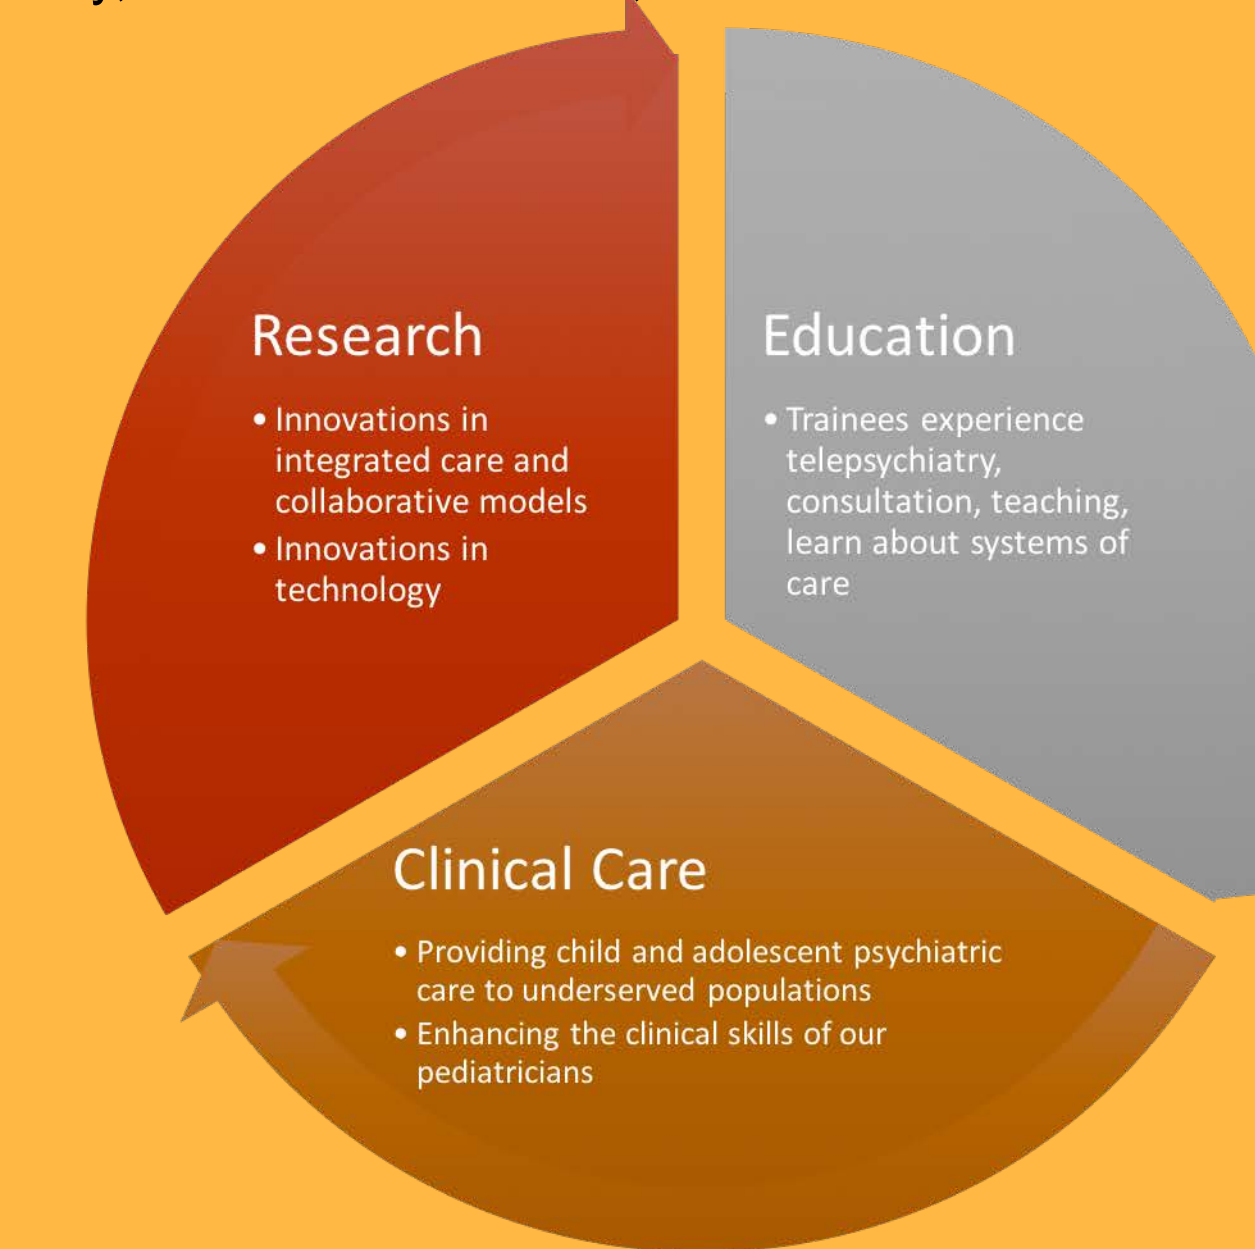 Research
• Innovations in
integrated care and
collaborative models
• Innovations in
technology
Education
• Trainees experience
telepsychiatry,
consultation, teaching,
learn about systems of
care
Clinical Care
• Providing child and adolescent psychiatric
care to underserved populations
• Enhancing the clinical skills of our
pediatricians